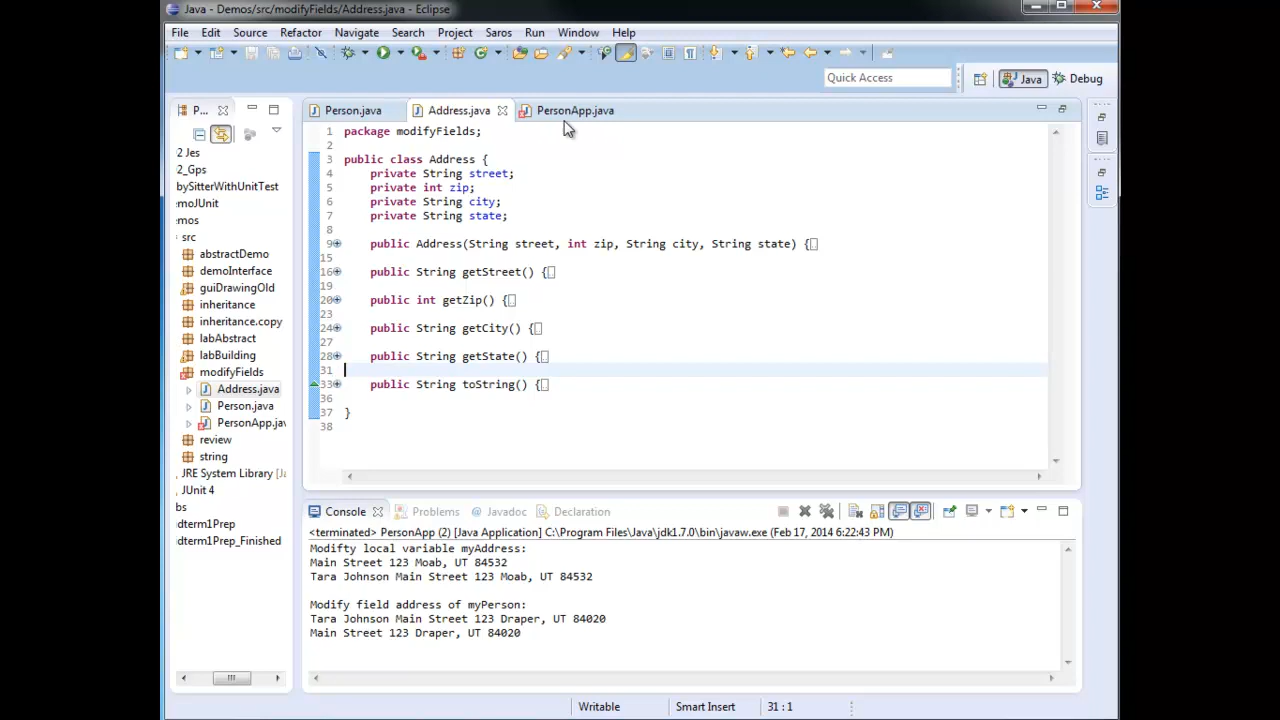 Java - Demos/src/modifyFields/Address.java - Eclipse
File Edit Source Refactor Navigate Search Project Saros Run Window Help
Quick Access
Java
Debug
P...
2 Jes
2_Gps
bySitterWithUnitTest
moJUnit
mos
src
abstractDemo
demoInterface
guiDrawingOld
inheritance
inheritance.copy
labAbstract
labBuilding
modifyFields
Address.java
Person.java
PersonApp.jav
review
string
JRE System Library [Ja
JUnit 4
bs
dterm1Prep
dterm1Prep_Finished
Person.java Address.java PersonApp.java
1 package modifyFields;
2
3 public class Address {
4 private String street;
5 private int zip;
6 private String city;
7 private String state;
8
9 public Address(String street, int zip, String city, String state) {
15
16 public String getStreet() {
19
20 public int getZip() {
23
24 public String getCity() {
27
28 public String getState() {
31
33 public String toString() {
36
37 }
38
Console Problems Javadoc Declaration
<terminated> PersonApp (2) [Java Application] C:\Program Files\Java\jdk1.7.0\bin\javaw.exe (Feb 17, 2014 6:22:43 PM)
Modifty local variable myAddress:
Main Street 123 Moab, UT 84532
Tara Johnson Main Street 123 Moab, UT 84532
Modify field address of myPerson:
Tara Johnson Main Street 123 Draper, UT 84020
Main Street 123 Draper, UT 84020
Writable
Smart Insert
31 : 1